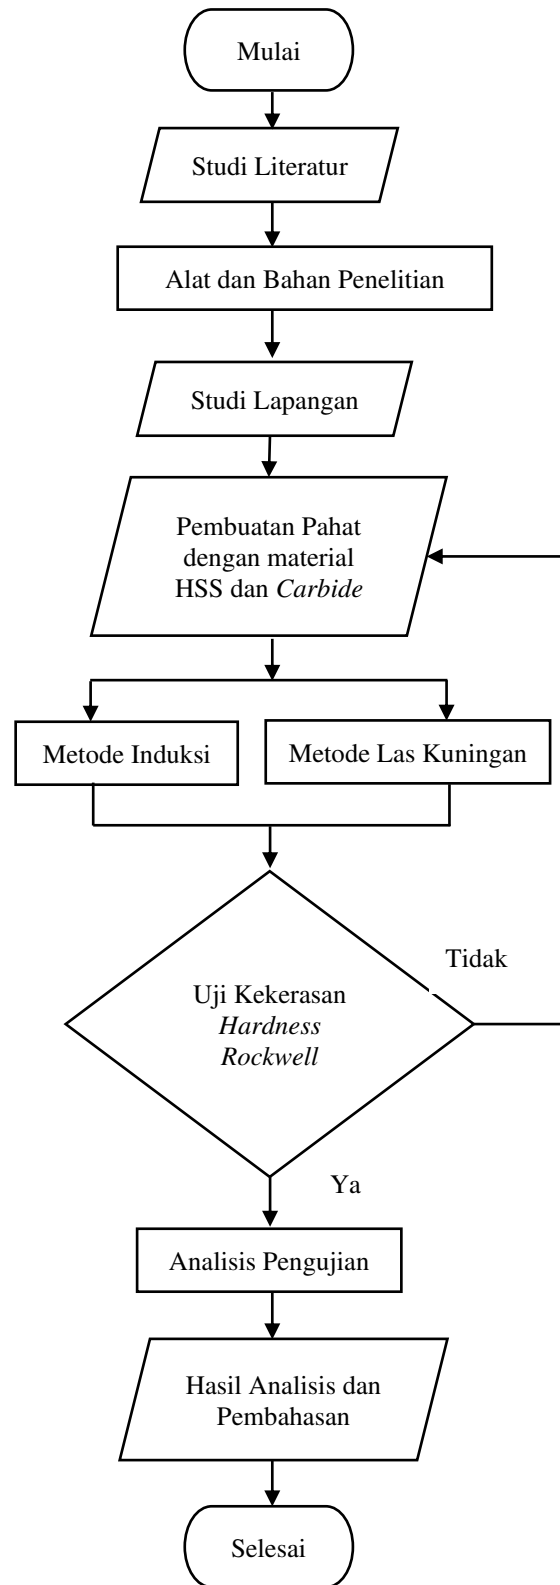 Mulai
Studi Literatur
Alat dan Bahan Penelitian
Studi Lapangan
Pembuatan Pahat
dengan material
HSS dan Carbide
Metode Induksi
Metode Las Kuningan
Tidak
Uji Kekerasan
Hardness
Rockwell
Ya
Analisis Pengujian
Hasil Analisis dan
Pembahasan
Selesai